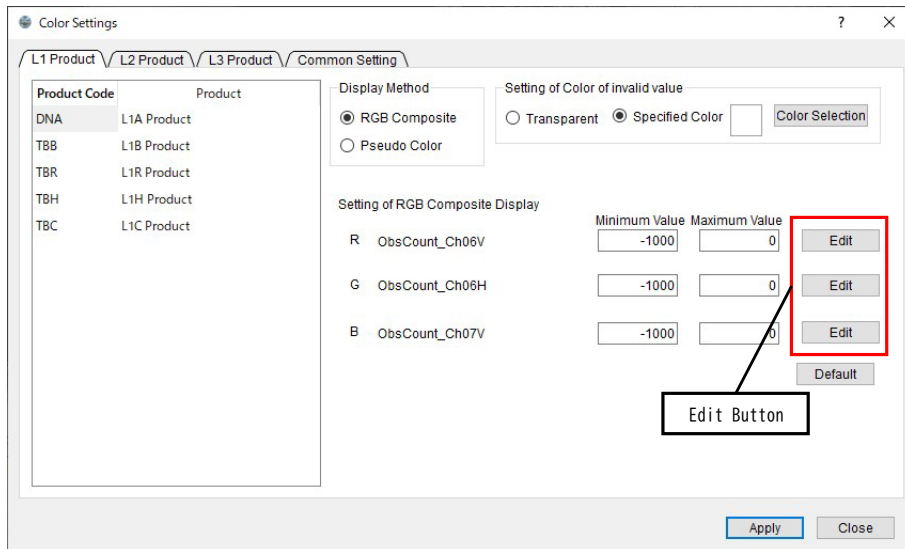 Color Settings
?
L1 Product L2 Product L3 Product Common Setting
Product Code Product
DNA L1A Product
TBB L1B Product
TBR L1R Product
TBH L1H Product
TBC L1C Product
Display Method
RGB Composite
Pseudo Color
Setting of Color of invalid value
Transparent Specified Color Color Selection
Setting of RGB Composite Display
Minimum Value Maximum Value
R ObsCount_Ch06V -1000 0 Edit
G ObsCount_Ch06H -1000 0 Edit
B ObsCount_Ch07V -1000 0 Edit
Default
Edit Button
Apply Close